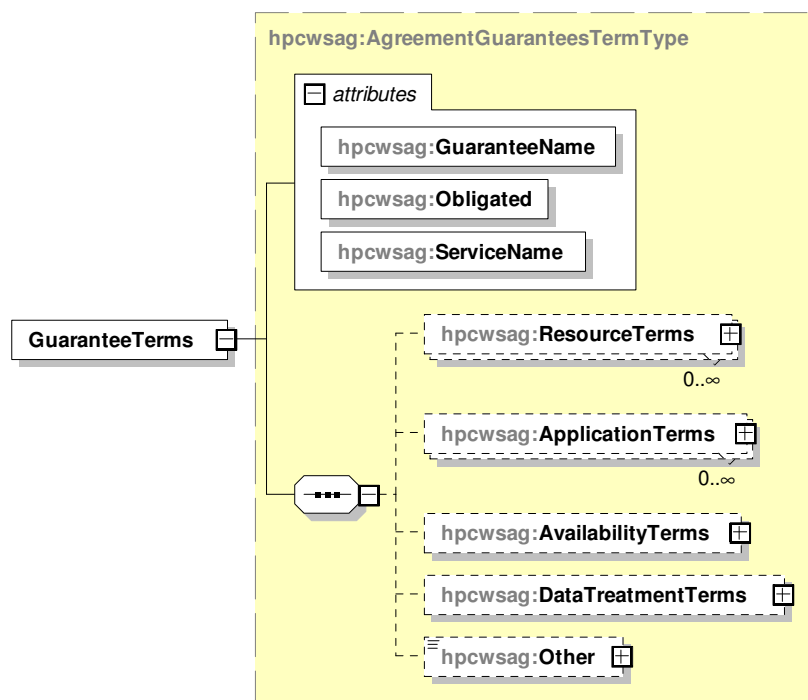 hpcwsag:AgreementGuaranteesTermType
attributes
hpcwsag:GuaranteeName
hpcwsag:Obligated
hpcwsag:ServiceName
GuaranteeTerms
hpcwsag:ResourceTerms
0..∞
hpcwsag:ApplicationTerms
0..∞
hpcwsag:AvailabilityTerms
hpcwsag:DataTreatmentTerms
hpcwsag:Other